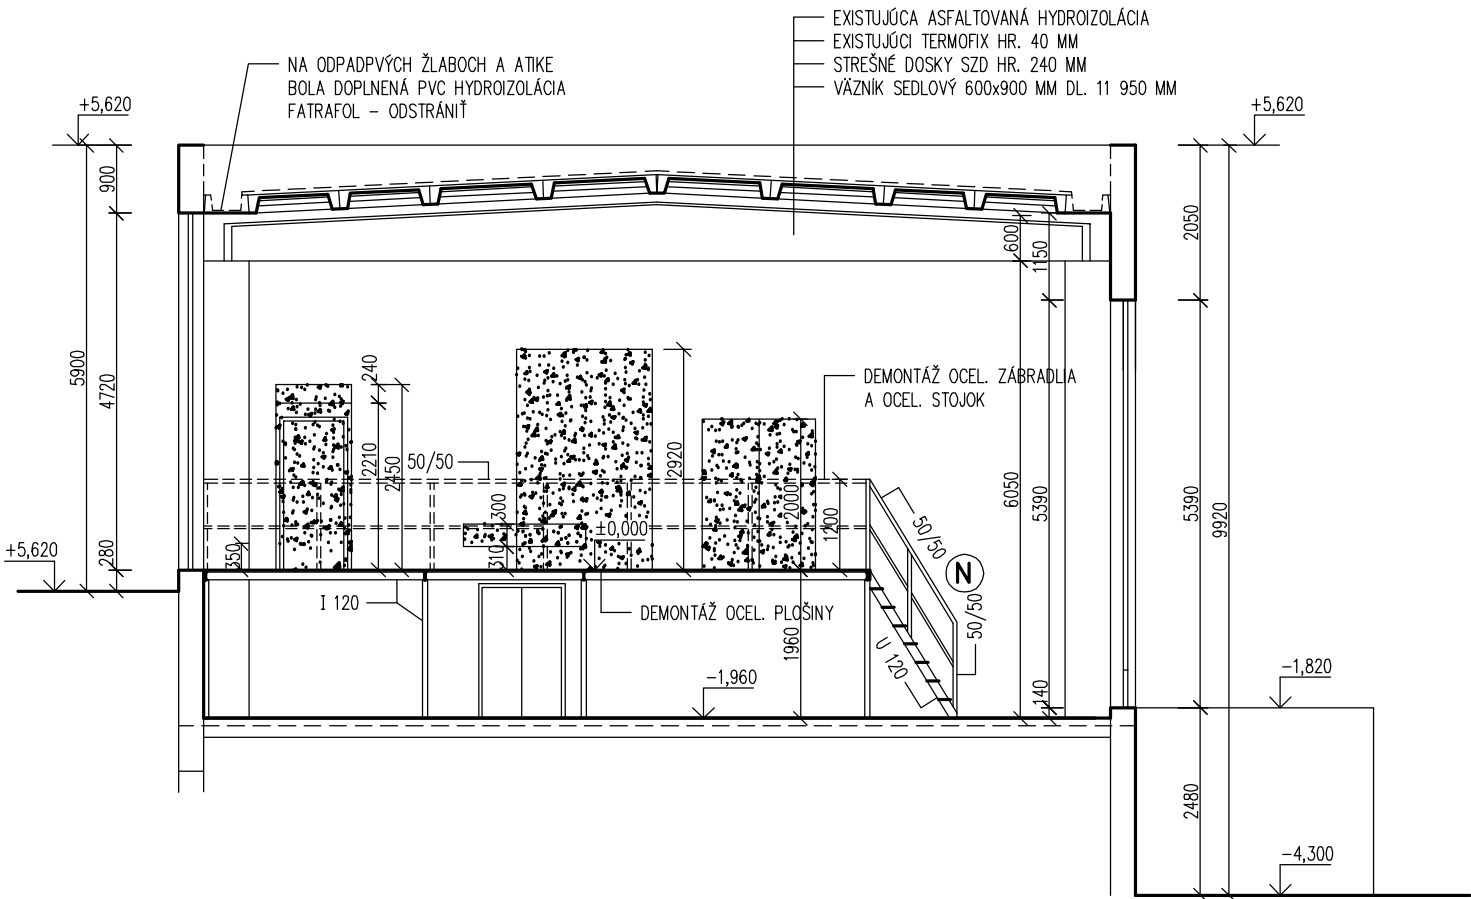 EXISTUJÚCA ASFALTOVANÁ HYDROIZOLÁCIA
EXISTUJÚCI TERMOFIX HR. 40 MM
STREŠNÉ DOSKY SZD HR. 240 MM
VÄZNÍK SEDLOVÝ 600x900 MM DL. 11 950 MM
NA ODPADPVÝCH ŽLABOCH A ATIKE
BOLA DOPLNENÁ PVC HYDROIZOLÁCIA
FATRAFOL – ODSTRÁNIŤ
+5,620
+5,620
900
2050
600
1150
5900
4720
240
2210
2450
50/50
2920
DEMONTÁŽ OCEL. ZÁBRADLIA
A OCEL. STOJOK
300
310
±0,000
2000
1200
6050
5390
5390
9920
50/50
N
+5,620
280
350
I 120
DEMONTÁŽ OCEL. PLOŠINY
1960
U 120
50/50
-1,960
140
-1,820
2480
-4,300